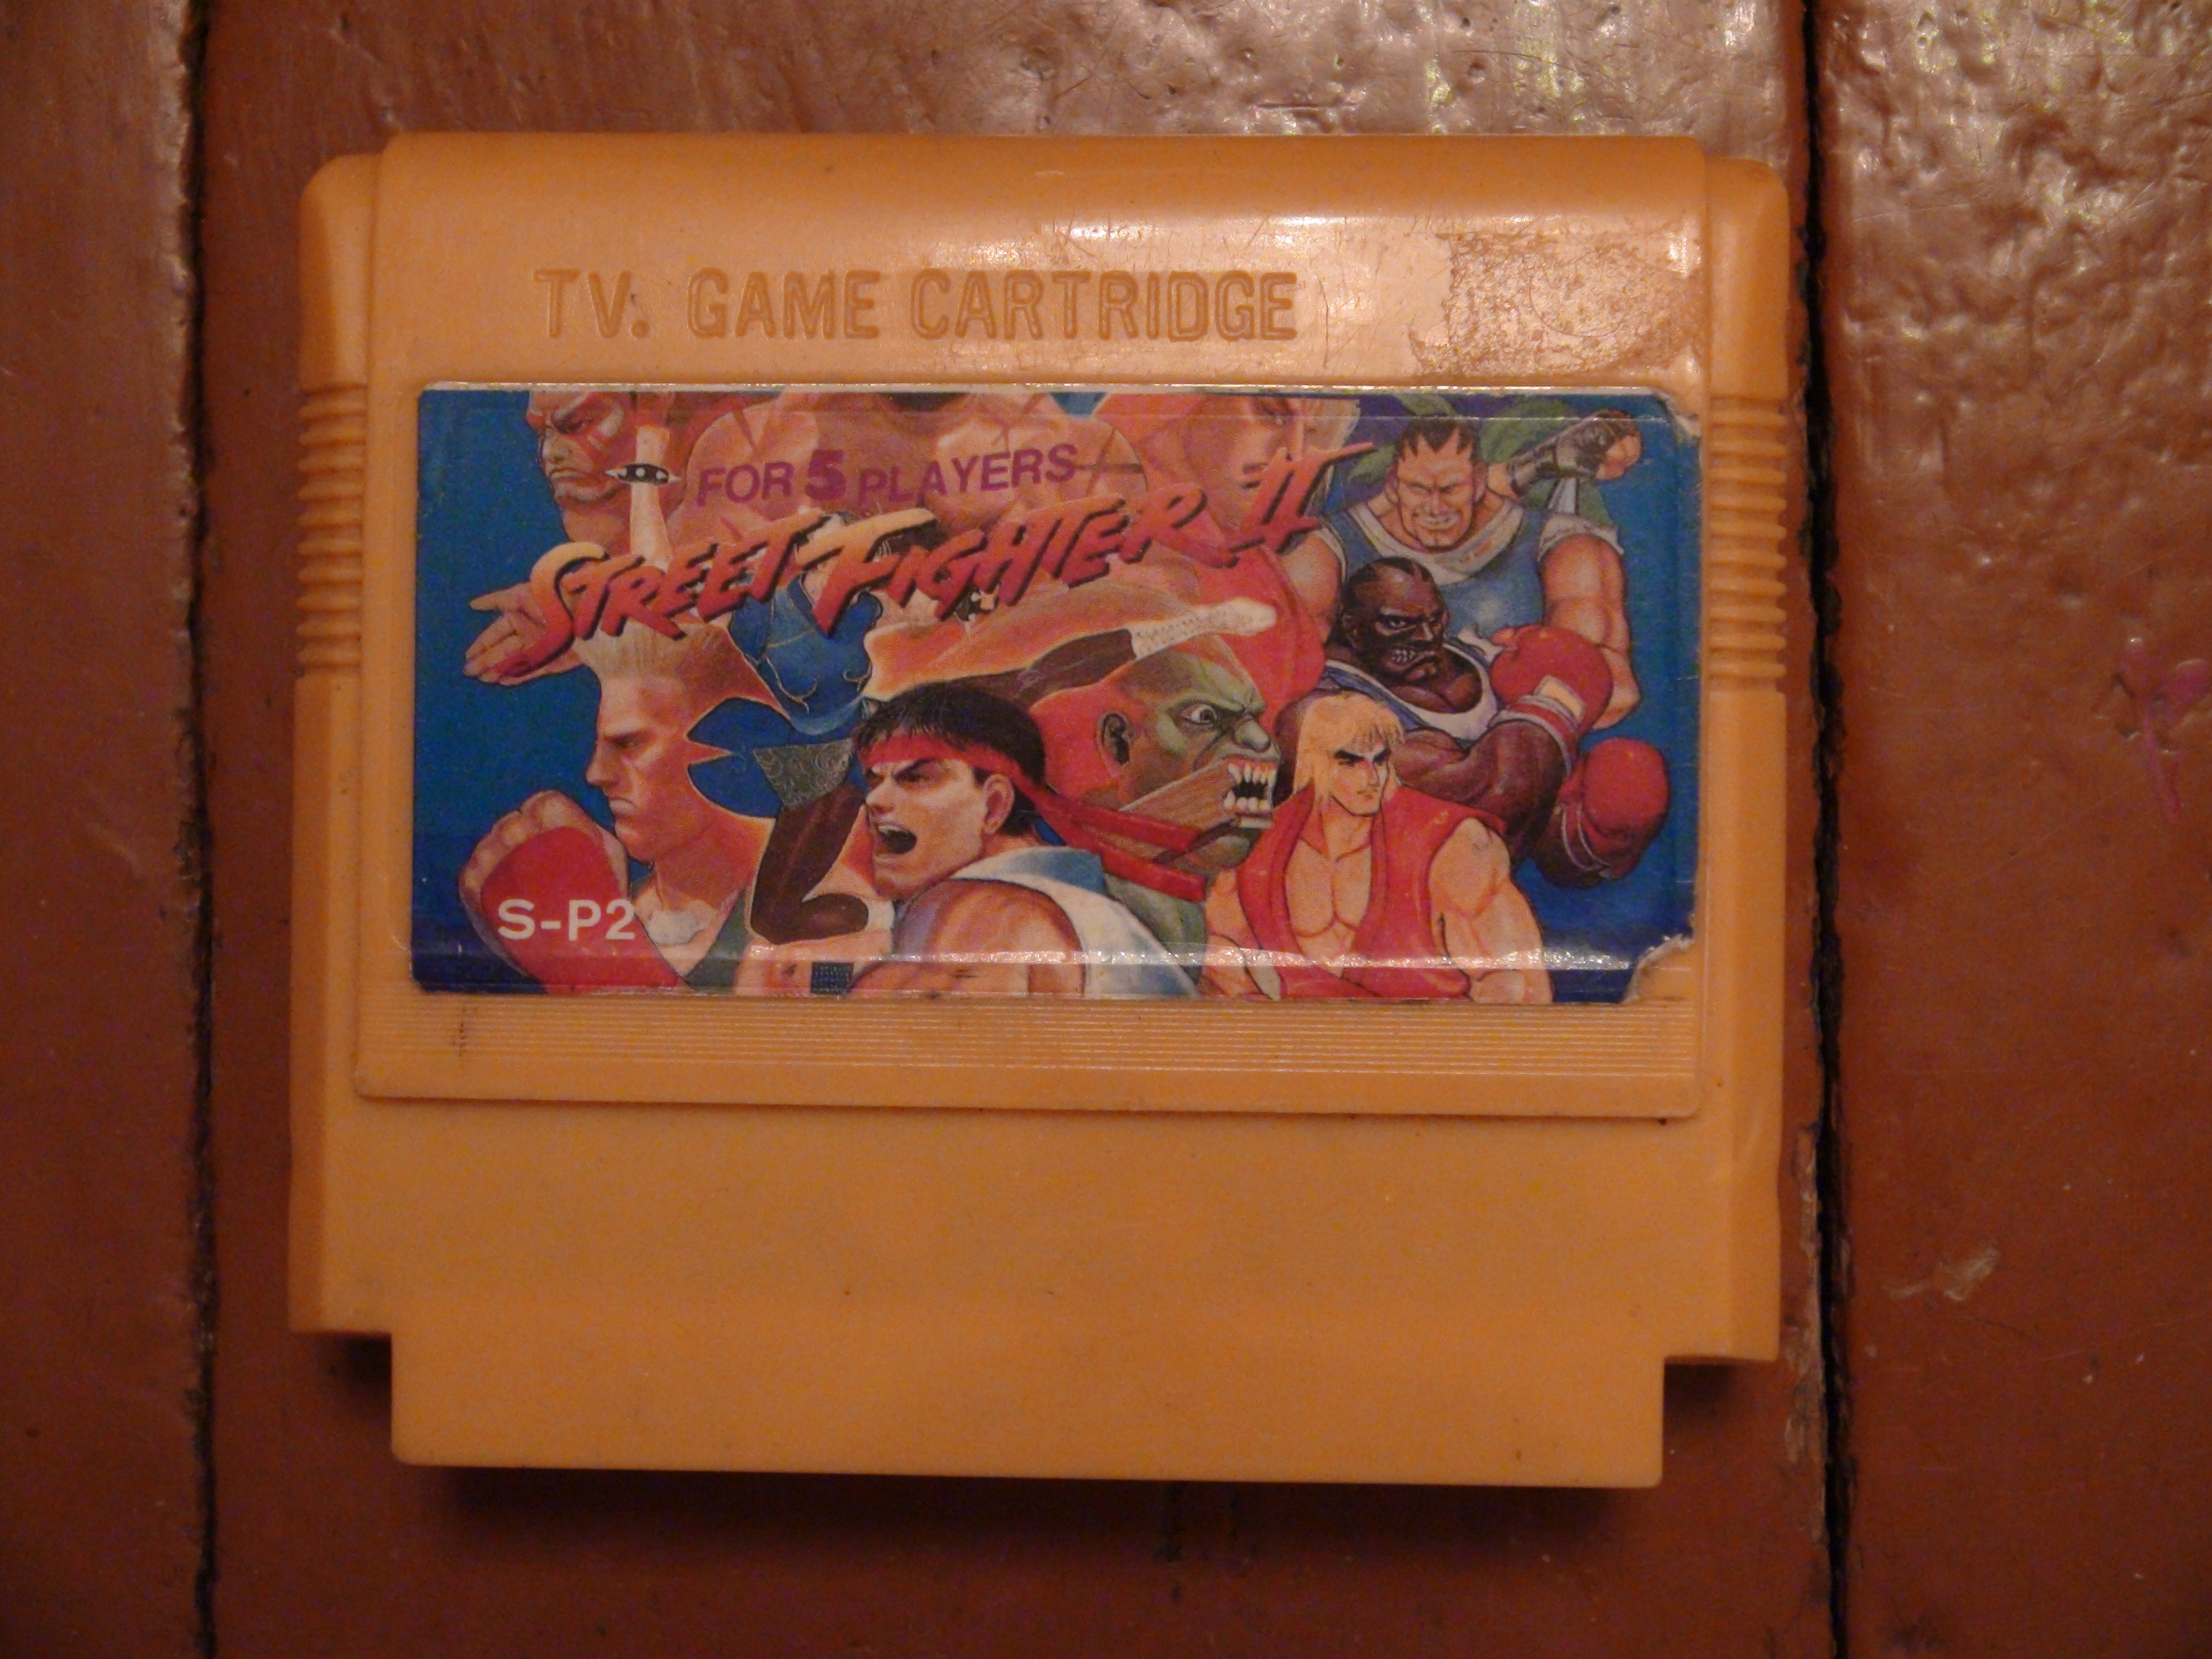 TV. GAME CARTRIDGE
FOR 5 PLAYERS
STREET FIGHTER II
S-P2